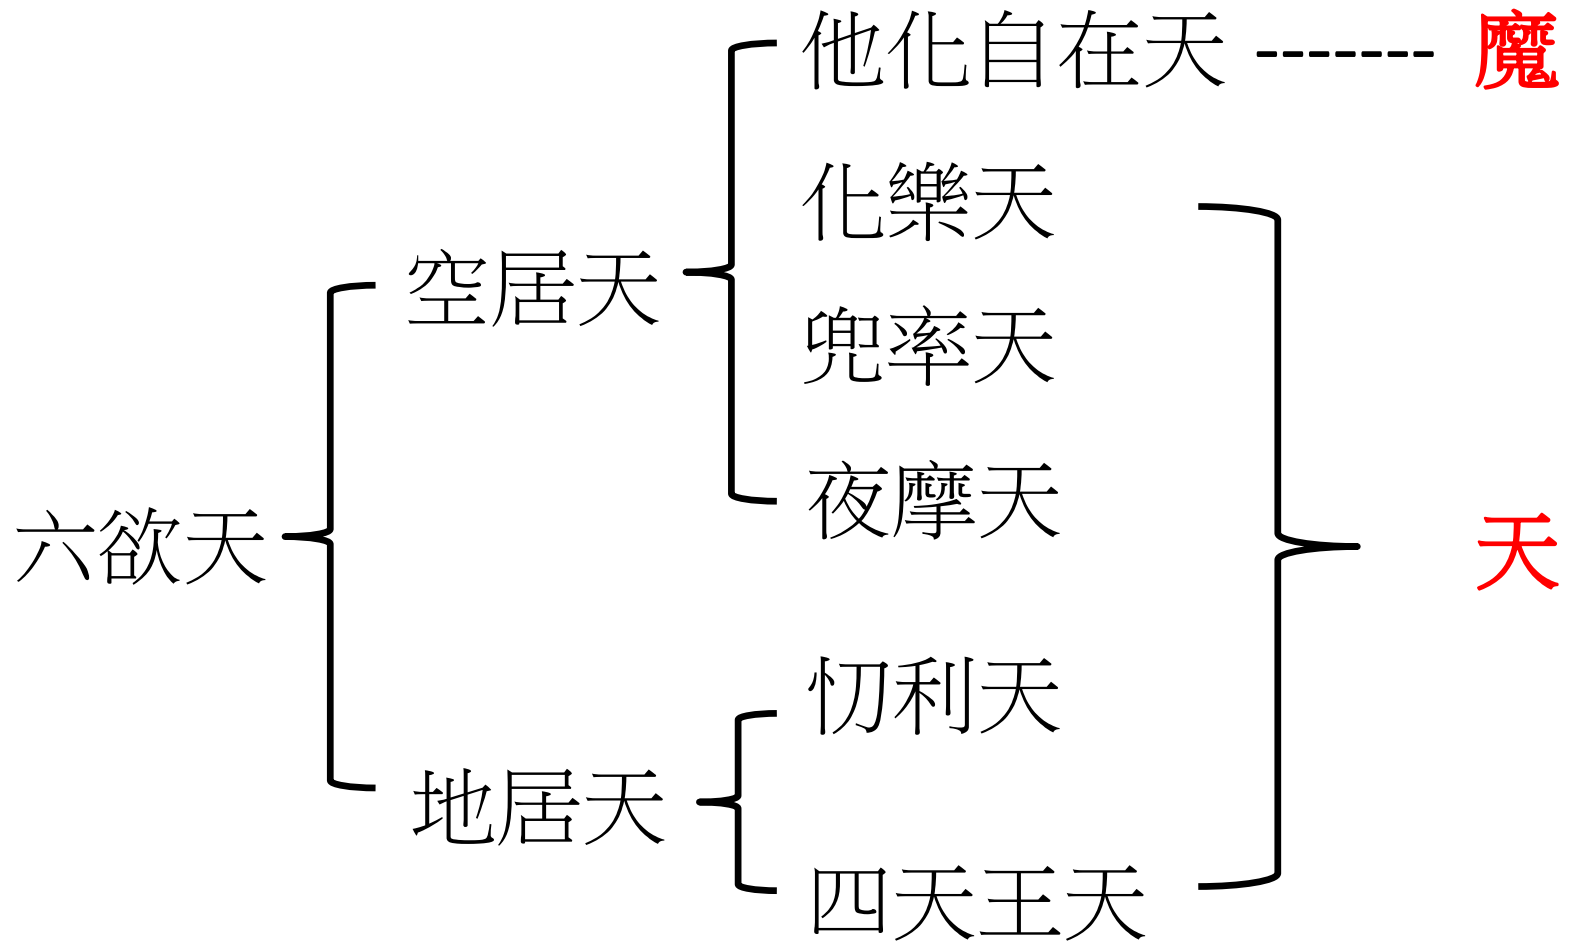 他化自在天 ------- 魔
化樂天
空居天
兜率天
夜摩天
六欲天
天
忉利天
地居天
四天王天